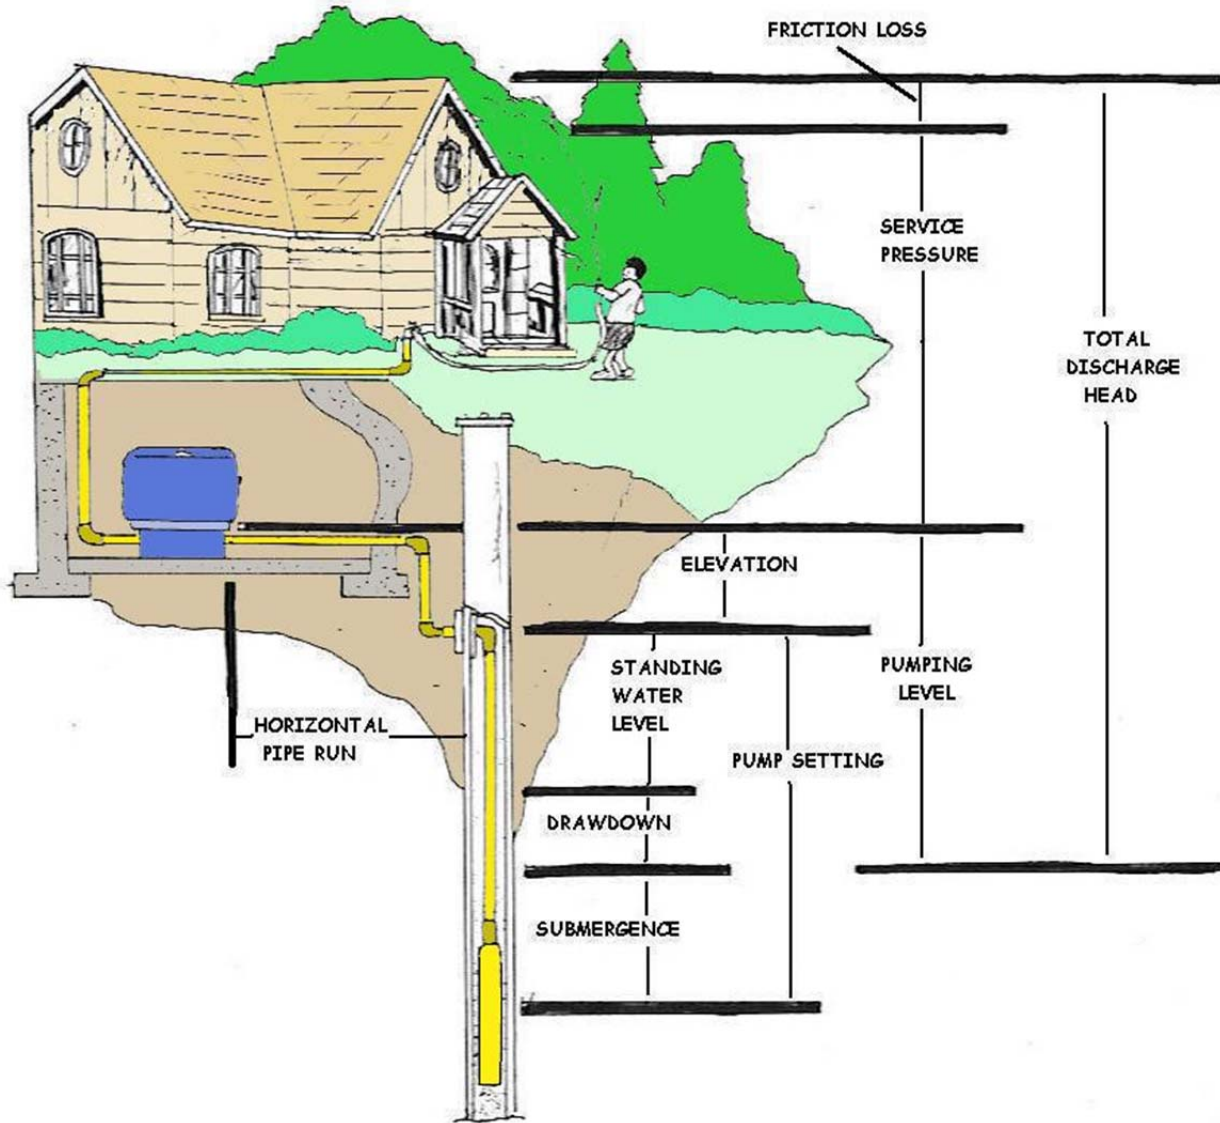 FRICTION LOSS
SERVICE
PRESSURE
TOTAL
DISCHARGE
HEAD
ELEVATION
STANDING
WATER
LEVEL
PUMPING
LEVEL
HORIZONTAL
PIPE RUN
PUMP SETTING
DRAWDOWN
SUBMERGENCE